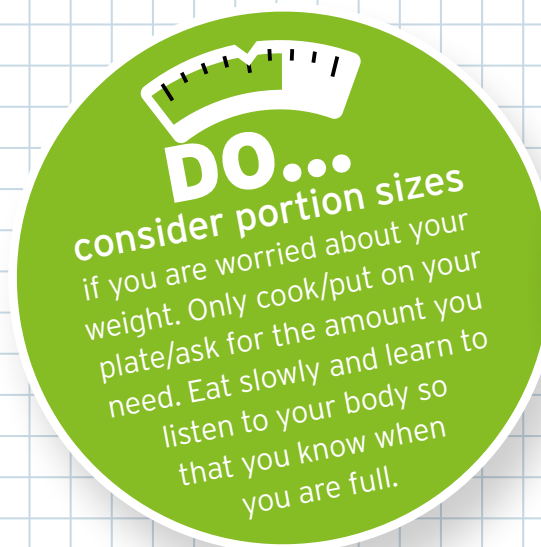 DO...
consider portion sizes
if you are worried about your
weight. Only cook/put on your
plate/ask for the amount you
need. Eat slowly and learn to
listen to your body so
that you know when
you are full.